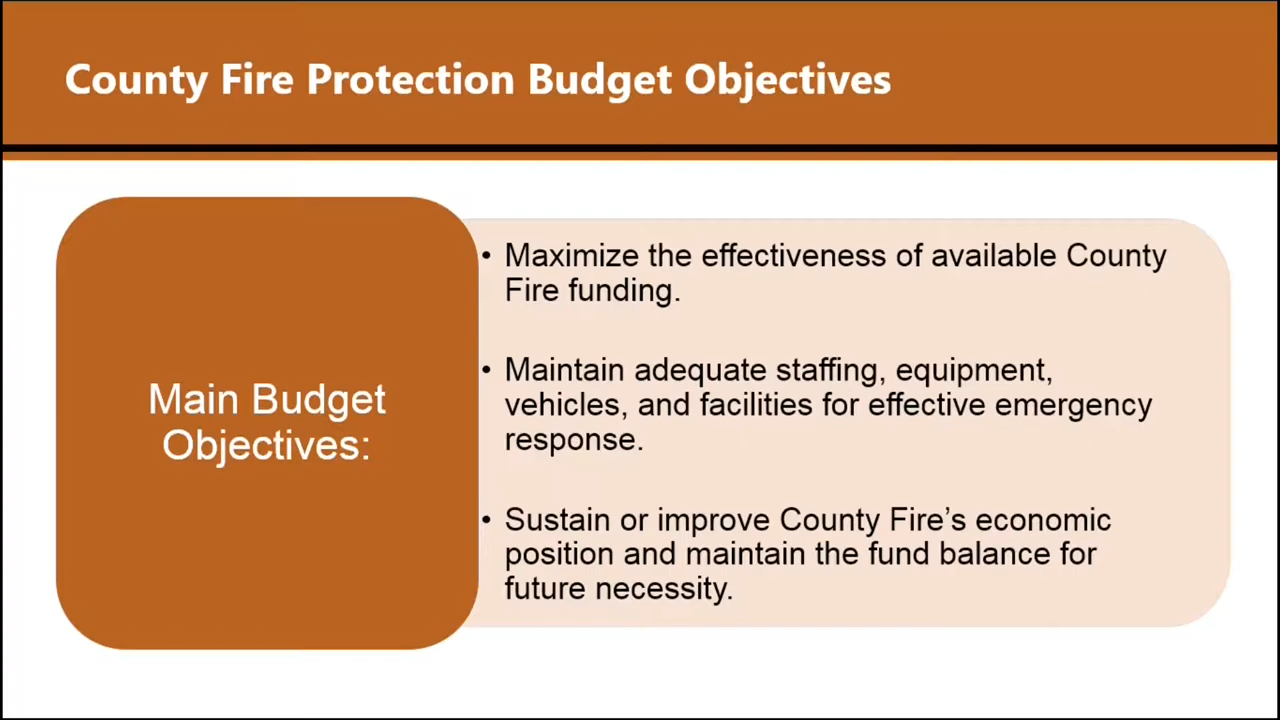 County Fire Protection Budget Objectives
Main Budget
Objectives:
• Maximize the effectiveness of available County
Fire funding.
• Maintain adequate staffing, equipment,
vehicles, and facilities for effective emergency
response.
• Sustain or improve County Fire’s economic
position and maintain the fund balance for
future necessity.